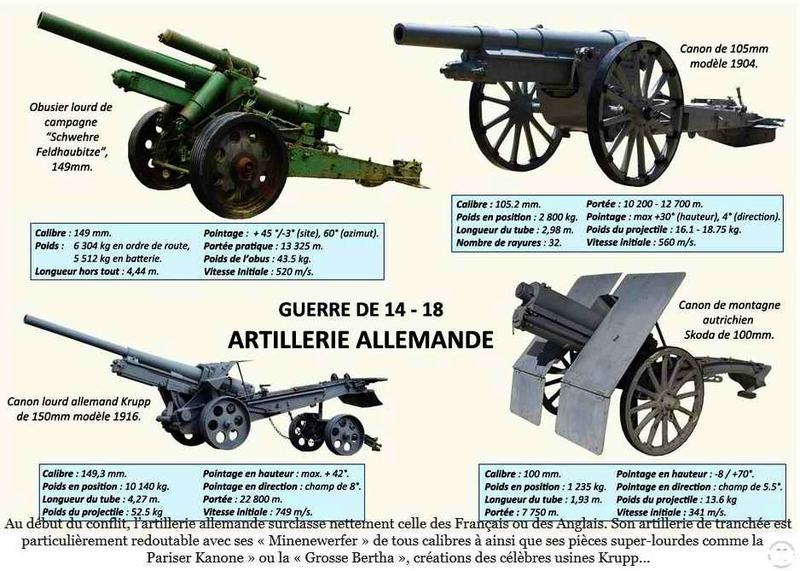 Obusier lourd de
campagne
"Schwehre
Feldhaubitze",
149mm.
Canon de 105mm
modèle 1904.
Calibre : 149 mm.
Poids : 6 304 kg en ordre de route,
5 512 kg en batterie.
Longueur hors tout : 4,44 m.
Pointage : + 45 °/-3° (site), 60° (azimut).
Portée pratique : 13 325 m.
Poids de l'obus : 43.5 kg.
Vitesse Initiale : 520 m/s.
Calibre : 105.2 mm.
Poids en position : 2 800 kg.
Longueur du tube : 2,98 m.
Nombre de rayures : 32.
Portée : 10 200 - 12 700 m.
Pointage : max +30° (hauteur), 4° (direction).
Poids du projectile : 16.1 - 18.75 kg.
Vitesse initiale : 560 m/s.
GUERRE DE 14 - 18
ARTILLERIE ALLEMANDE
Canon lourd allemand Krupp
de 150mm modèle 1916.
Canon de montagne
autrichien
Skoda de 100mm.
Calibre : 149,3 mm.
Poids en position : 10 140 kg.
Longueur du tube : 4,27 m.
Poids du projectile : 52.5 kg
Pointage en hauteur : max. + 42°.
Pointage en direction : champ de 8°.
Portée : 22 800 m.
Vitesse initiale : 749 m/s.
Calibre : 100 mm.
Poids en position : 1 235 kg.
Longueur du tube : 1,93 m.
Portée : 7 750 m.
Pointage en hauteur : -8 / +70°.
Pointage en direction : champ de 5.5°.
Poids du projectile : 13.6 kg
Vitesse initiale : 341 m/s.
Au début du conflit, l'artillerie allemande surclasse nettement celle des Français ou des Anglais. Son artillerie de tranchée est
particulièrement redoutable avec ses « Minenewerfer » de tous calibres à ainsi que ses pièces super-lourdes comme la
Pariser Kanone » ou la « Grosse Bertha », créations des célèbres usines Krupp...